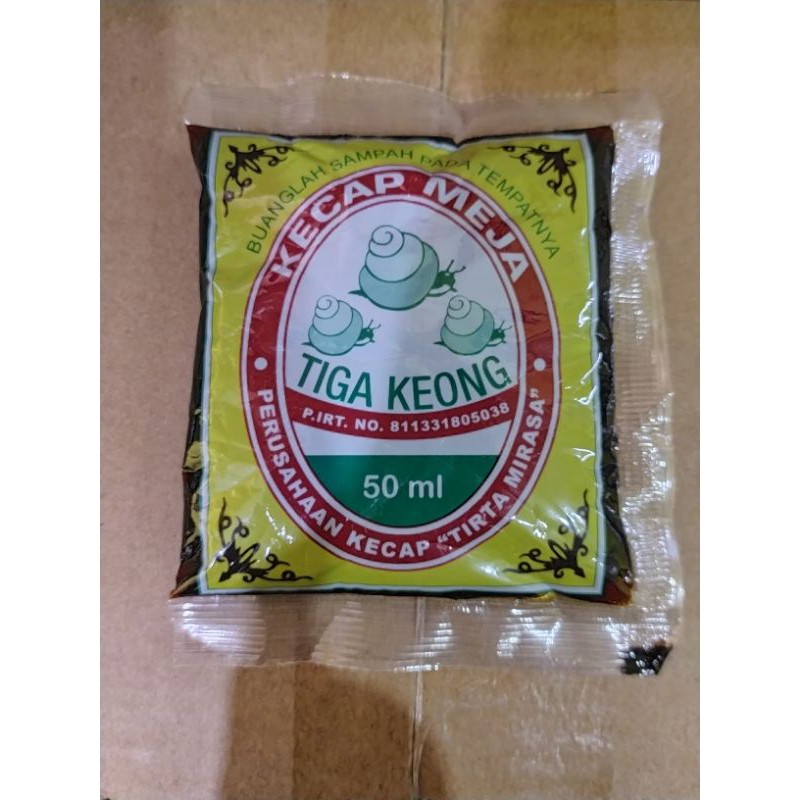 BUANGLAH SAMPAH PADA TEMPATNYA
KECAP MEJA
TIGA KEONG
P.IRT. NO. 811331805038
50 ml
PERUSAHAAN KECAP "TIRTA MIRASA"